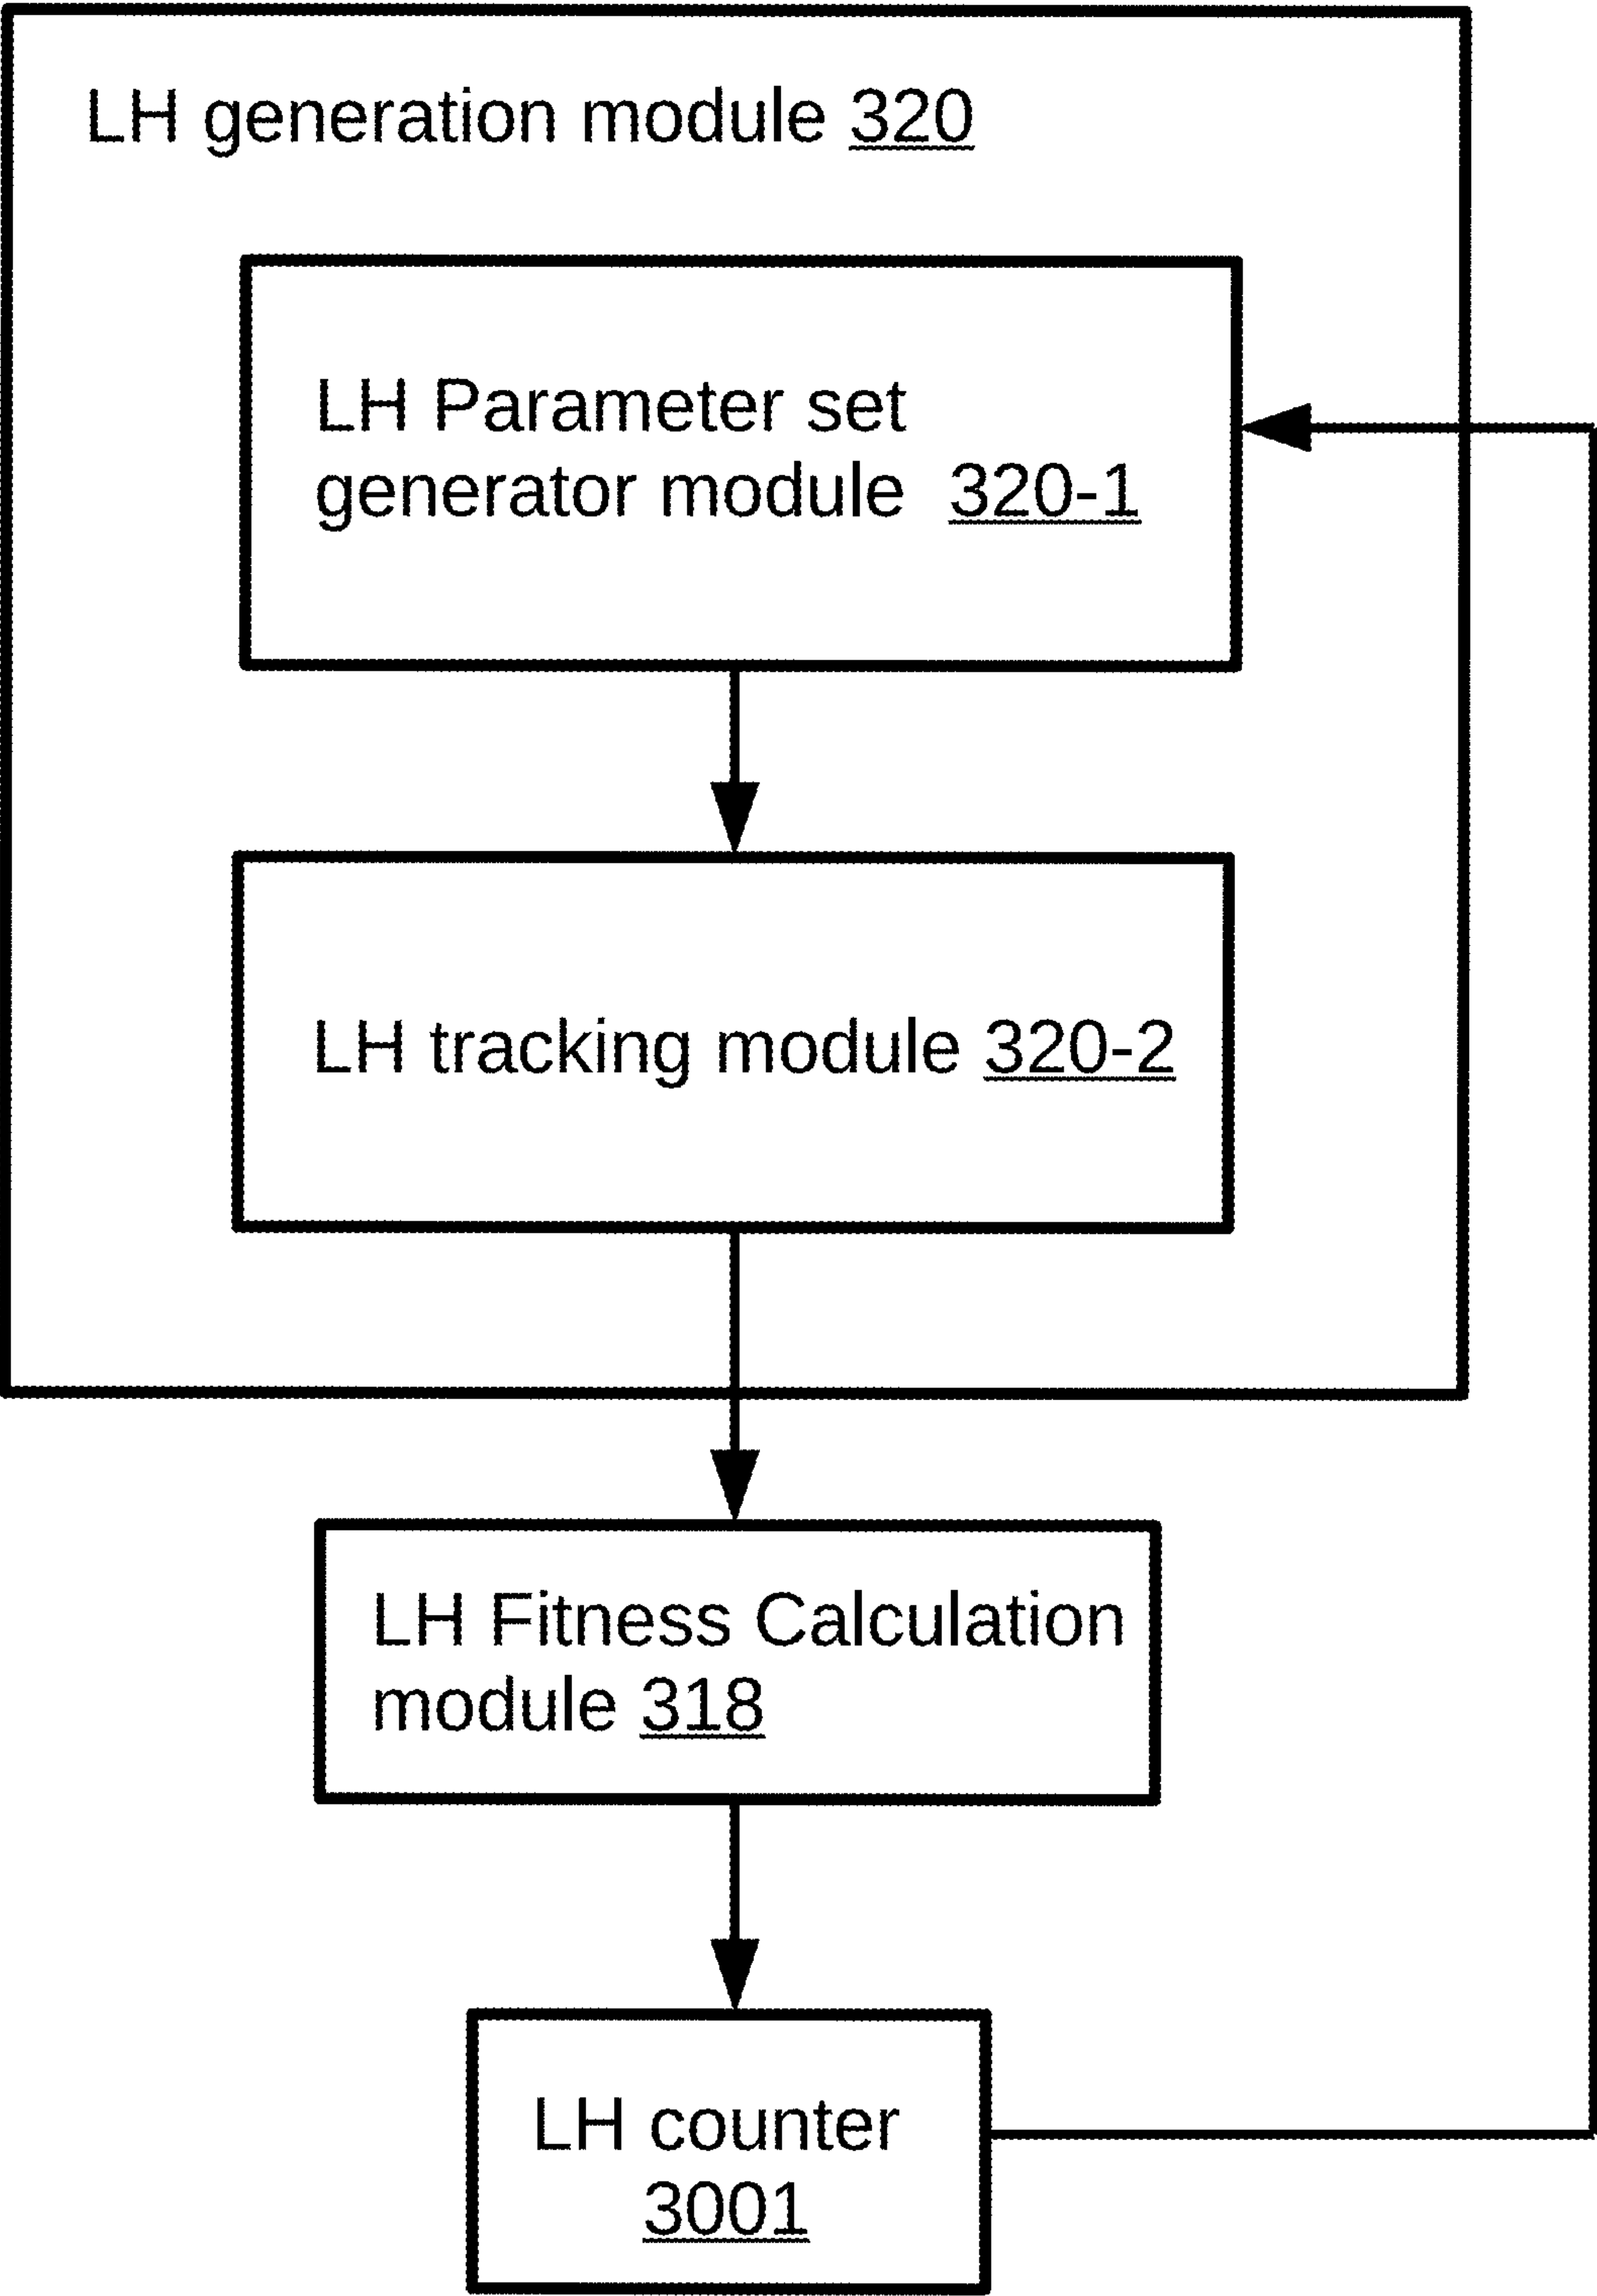 LH generation module 320
LH Parameter set
generator module 320-1
LH tracking module 320-2
LH Fitness Calculation
module 318
LH counter
3001